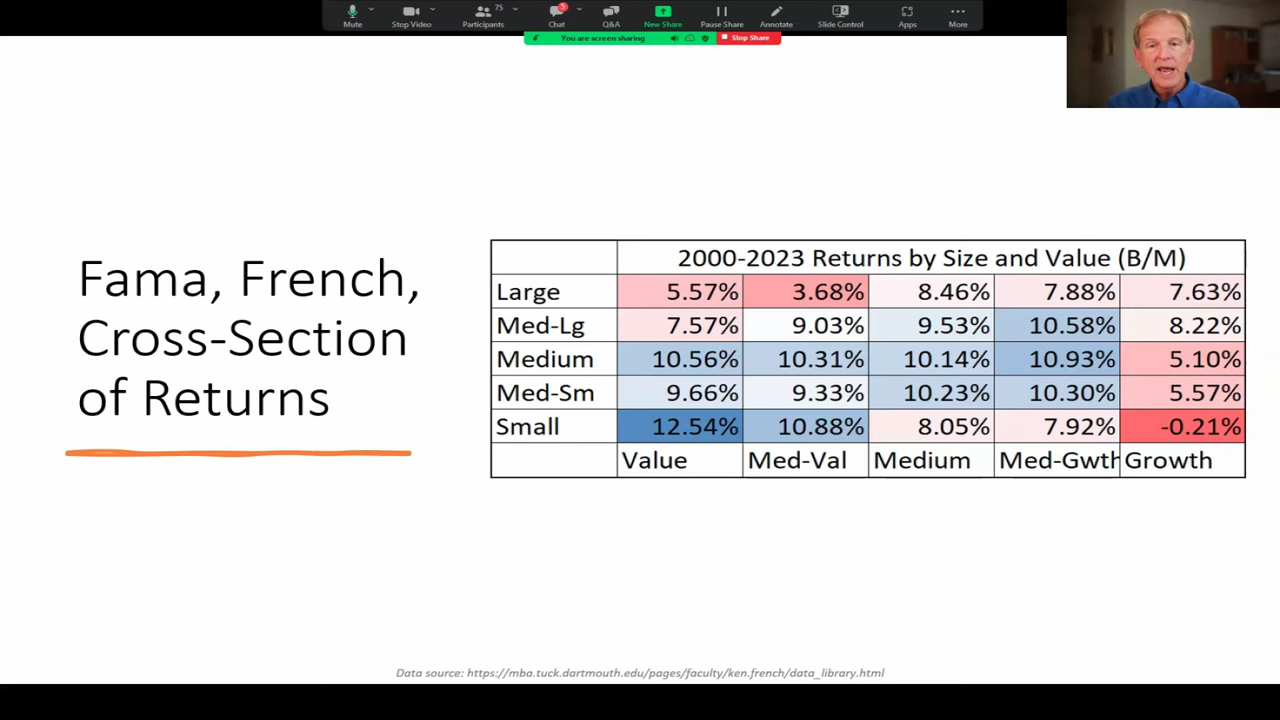 75
5
Mute
Stop Video
Participants
Chat
Q&A
New Share
Pause Share
Annotate
Slide Control
Apps
More
You are screen sharing
Stop Share
Fama, French,
Cross-Section
of Returns
2000-2023 Returns by Size and Value (B/M)
Large 5.57% 3.68% 8.46% 7.88% 7.63%
Med-Lg 7.57% 9.03% 9.53% 10.58% 8.22%
Medium 10.56% 10.31% 10.14% 10.93% 5.10%
Med-Sm 9.66% 9.33% 10.23% 10.30% 5.57%
Small 12.54% 10.88% 8.05% 7.92% -0.21%
Value Med-Val Medium Med-Gwth Growth
Data source: https://mba.tuck.dartmouth.edu/pages/faculty/ken.french/data_library.html